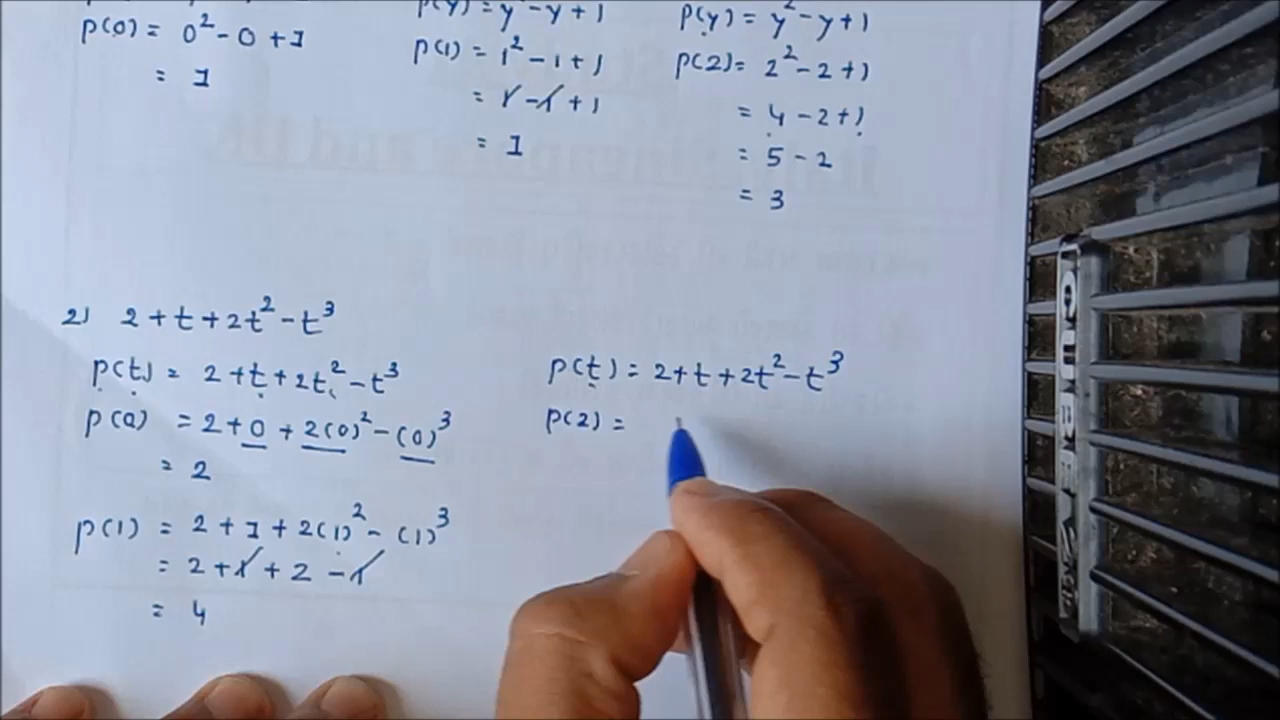 p(y) = y² - y + 1
p(0) = 0² - 0 + 1
= 1
p(1) = 1² - 1 + 1
= 1 - 1 + 1
= 1
p(y) = y² - y + 1
p(2) = 2² - 2 + 1
= 4 - 2 + 1
= 5 - 2
= 3
2) 2 + t + 2t² - t³
p(t) = 2 + t + 2t² - t³
p(0) = 2 + 0 + 2(0)² - (0)³
= 2
p(1) = 2 + 1 + 2(1)² - (1)³
= 2 + 1 + 2 - 1
= 4
p(t) = 2 + t + 2t² - t³
p(2) =